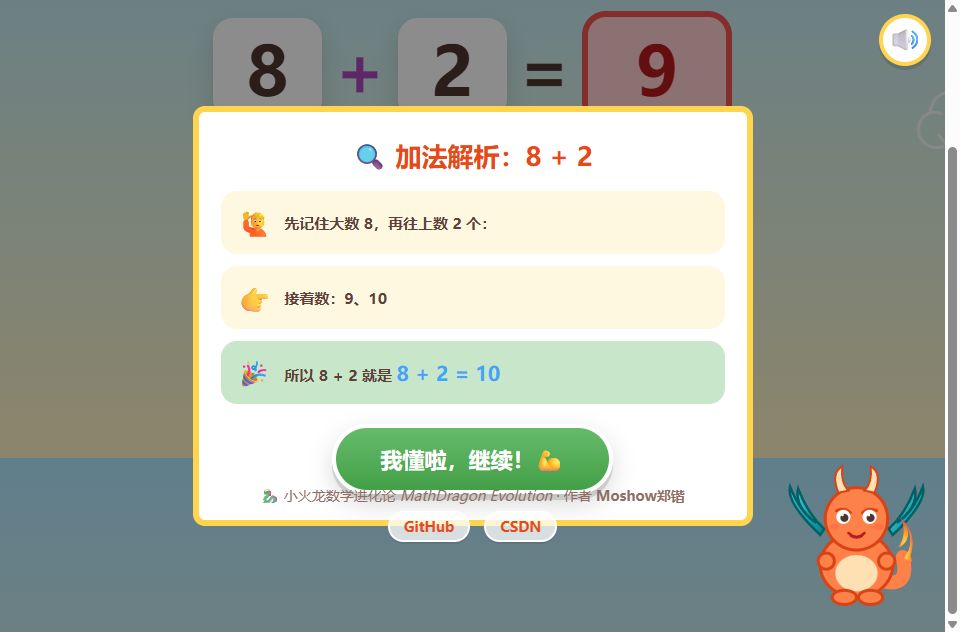 8 + 2 = 9
🔍 加法解析：8 + 2
先记住大数 8，再往上数 2 个：
接着数：9、10
所以 8 + 2 就是 8 + 2 = 10
我懂啦，继续！💪
小火龙数学进化论 MathDragon Evolution · 作者 Moshow郑锴
GitHub CSDN